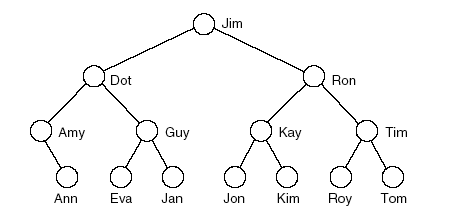 Jim
Dot Ron
Amy Guy Kay Tim
Ann Eva Jan Jon Kim Roy Tom